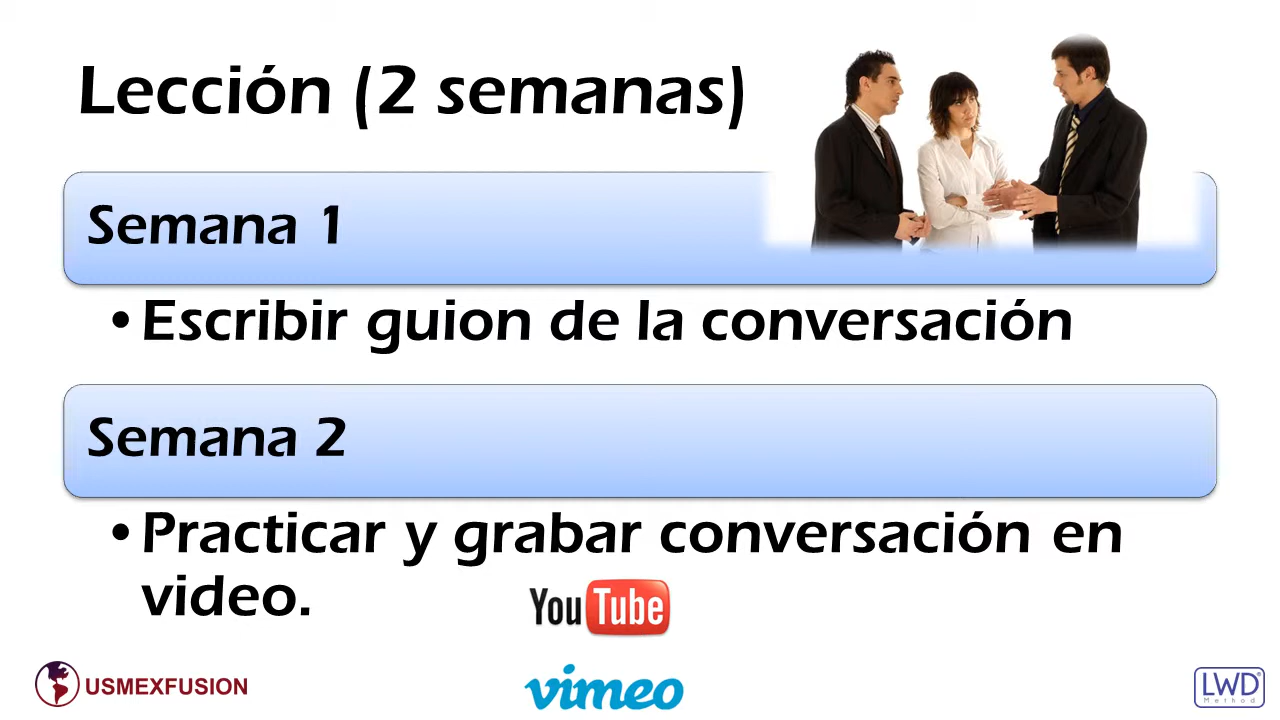 Lección (2 semanas)
Semana 1
•Escribir guion de la conversación
Semana 2
•Practicar y grabar conversación en
video.
YouTube
vimeo
USMEXFUSION
LWD®
Method